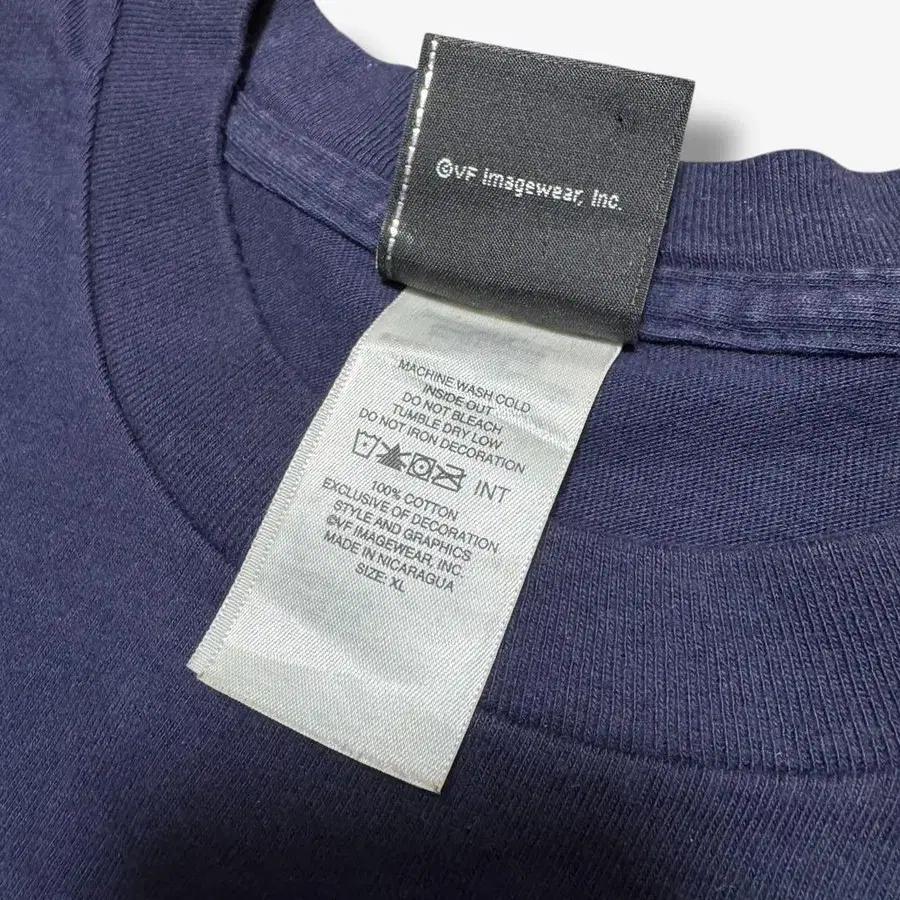 ©VF Imagewear, Inc.
MACHINE WASH COLD
INSIDE OUT
DO NOT BLEACH
TUMBLE DRY LOW
DO NOT IRON DECORATION
INT
100% COTTON
EXCLUSIVE OF DECORATION
STYLE AND GRAPHICS
©VF IMAGEWEAR, INC.
MADE IN NICARAGUA
SIZE: XL